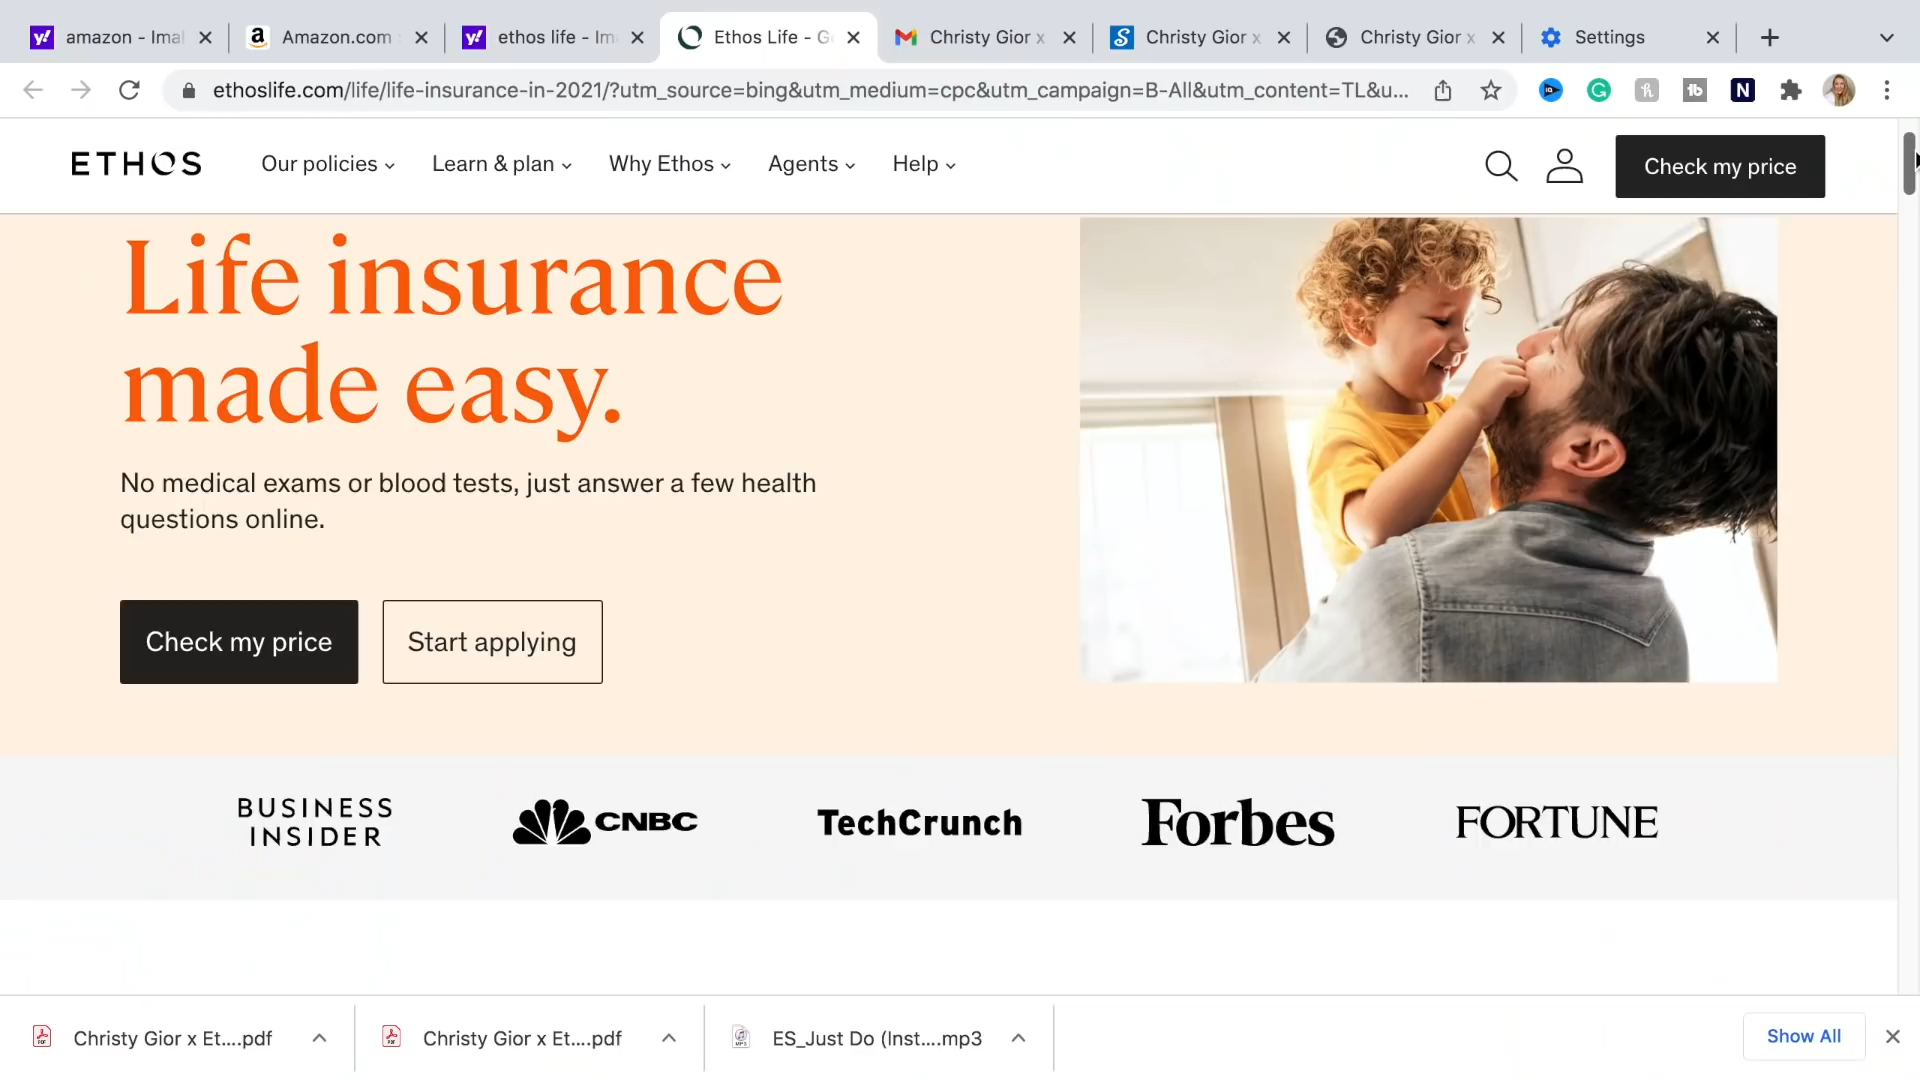 amazon - Imal
Amazon.com
ethos life - Im
Ethos Life - G
Christy Gior x
Christy Gior x
Christy Gior x
Settings
ethoslife.com/life/life-insurance-in-2021/?utm_source=bing&utm_medium=cpc&utm_campaign=B-All&utm_content=TL&u...
ETHOS
Our policies
Learn & plan
Why Ethos
Agents
Help
Check my price
Life insurance
made easy.
No medical exams or blood tests, just answer a few health
questions online.
Check my price
Start applying
BUSINESS
INSIDER
CNBC
TechCrunch
Forbes
FORTUNE
Christy Gior x Et....pdf
Christy Gior x Et....pdf
ES_Just Do (Inst....mp3
Show All